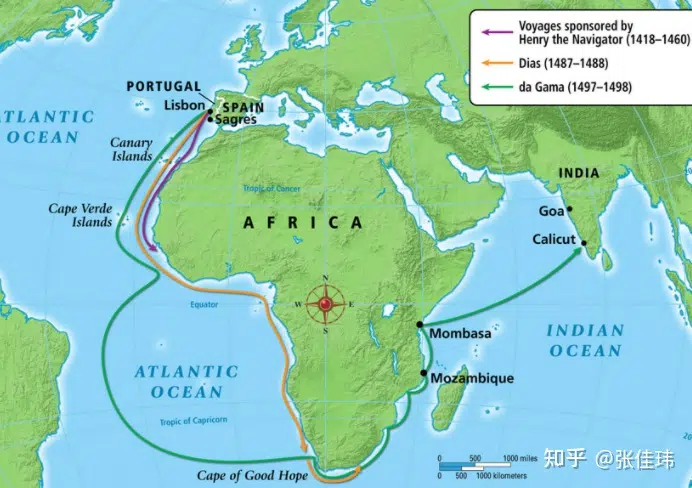 Voyages sponsored by
Henry the Navigator (1418–1460)
Dias (1487–1488)
da Gama (1497–1498)
PORTUGAL
Lisbon
SPAIN
Sagres
ATLANTIC
OCEAN
Canary
Islands
Tropic of Cancer
INDIA
Cape Verde
Islands
AFRICA
Goa
Calicut
N
W
E
S
Equator
Mombasa
INDIAN
OCEAN
ATLANTIC
OCEAN
Mozambique
Tropic of Capricorn
Cape of Good Hope
0 500 1000 miles
0 500 1000 kilometers
知乎 @张佳玮